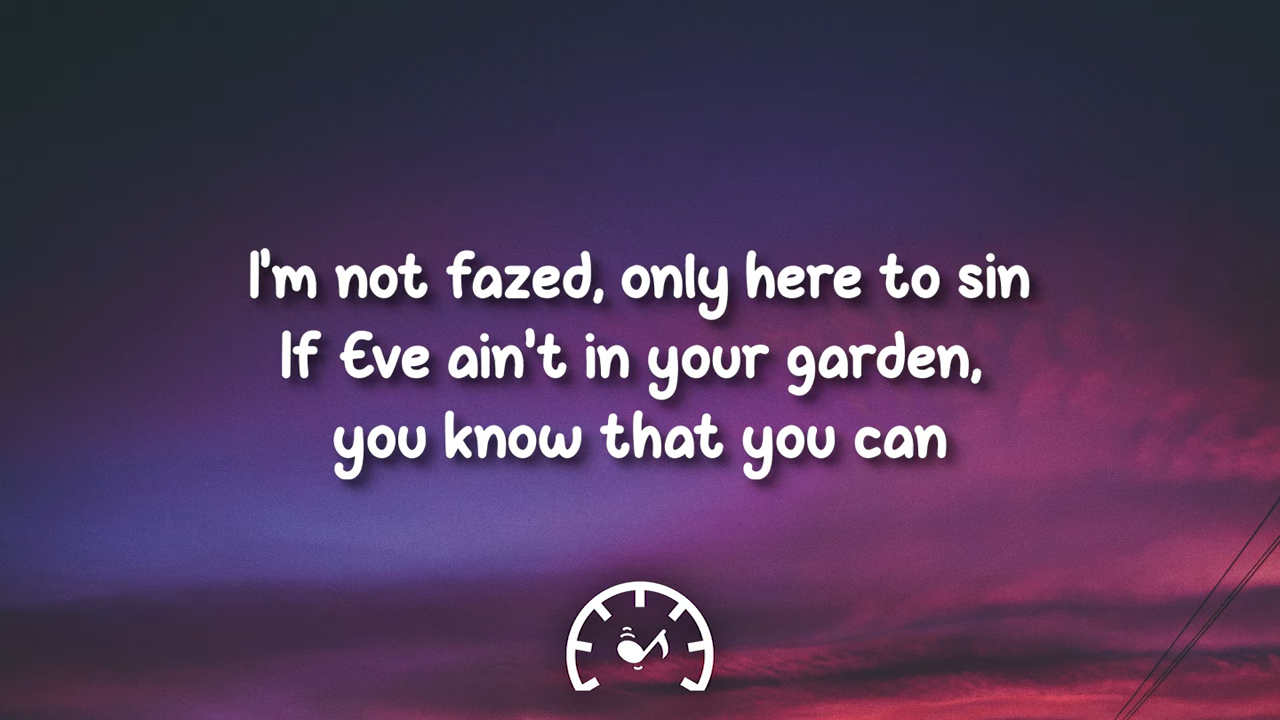 I'm not fazed, only here to sin
If Eve ain't in your garden,
you know that you can